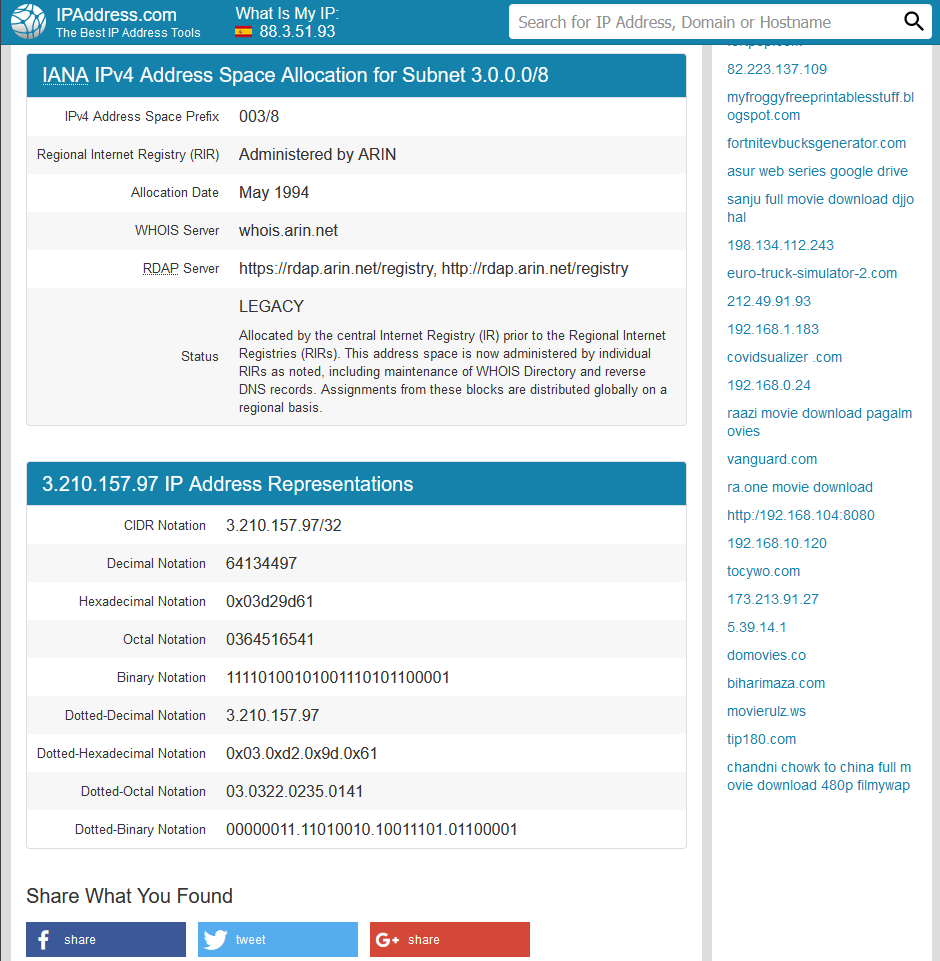 IPAddress.com
The Best IP Address Tools
What Is My IP:
88.3.51.93
Search for IP Address, Domain or Hostname
IANA IPv4 Address Space Allocation for Subnet 3.0.0.0/8
IPv4 Address Space Prefix 003/8
Regional Internet Registry (RIR) Administered by ARIN
Allocation Date May 1994
WHOIS Server whois.arin.net
RDAP Server https://rdap.arin.net/registry, http://rdap.arin.net/registry
Status LEGACY
Allocated by the central Internet Registry (IR) prior to the Regional Internet
Registries (RIRs). This address space is now administered by individual
RIRs as noted, including maintenance of WHOIS Directory and reverse
DNS records. Assignments from these blocks are distributed globally on a
regional basis.
3.210.157.97 IP Address Representations
CIDR Notation 3.210.157.97/32
Decimal Notation 64134497
Hexadecimal Notation 0x03d29d61
Octal Notation 0364516541
Binary Notation 11110100101001110101100001
Dotted-Decimal Notation 3.210.157.97
Dotted-Hexadecimal Notation 0x03.0xd2.0x9d.0x61
Dotted-Octal Notation 03.0322.0235.0141
Dotted-Binary Notation 00000011.11010010.10011101.01100001
Share What You Found
share
tweet
G+ share
82.223.137.109
myfroggyfreeprintablesstuff.bl
ogspot.com
fortnitevbucksgenerator.com
asur web series google drive
sanju full movie download djjo
hal
198.134.112.243
euro-truck-simulator-2.com
212.49.91.93
192.168.1.183
covidsualizer .com
192.168.0.24
raazi movie download pagalm
ovies
vanguard.com
ra.one movie download
http:/192.168.104:8080
192.168.10.120
tocywo.com
173.213.91.27
5.39.14.1
domovies.co
biharimaza.com
movierulz.ws
tip180.com
chandni chowk to china full m
ovie download 480p filmywap